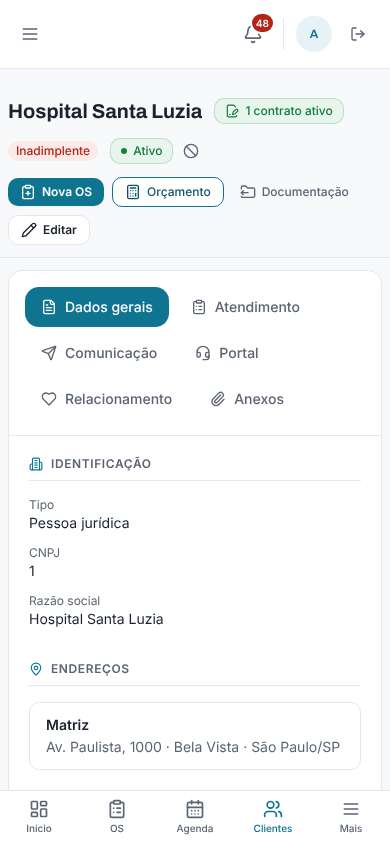 48
A
Hospital Santa Luzia
1 contrato ativo
Inadimplente
Ativo
Nova OS
Orçamento
Documentação
Editar
Dados gerais
Atendimento
Comunicação
Portal
Relacionamento
Anexos
IDENTIFICAÇÃO
Tipo
Pessoa jurídica
CNPJ
1
Razão social
Hospital Santa Luzia
ENDEREÇOS
Matriz
Av. Paulista, 1000 · Bela Vista · São Paulo/SP
Início
OS
Agenda
Clientes
Mais